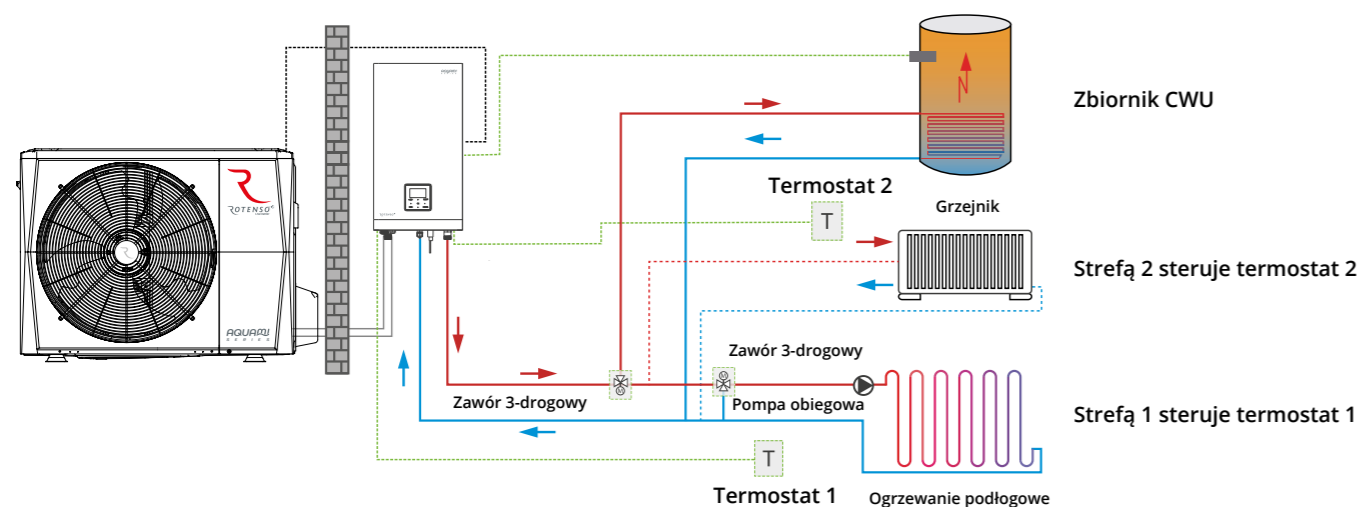 Zbiornik CWU
Termostat 2
Grzejnik
T
ROTENSO
Strefą 2 steruje termostat 2
AQUAMI
SERIES
Zawór 3-drogowy
Zawór 3-drogowy
M
M
Pompa obiegowa
Strefą 1 steruje termostat 1
T
Termostat 1
Ogrzewanie podłogowe